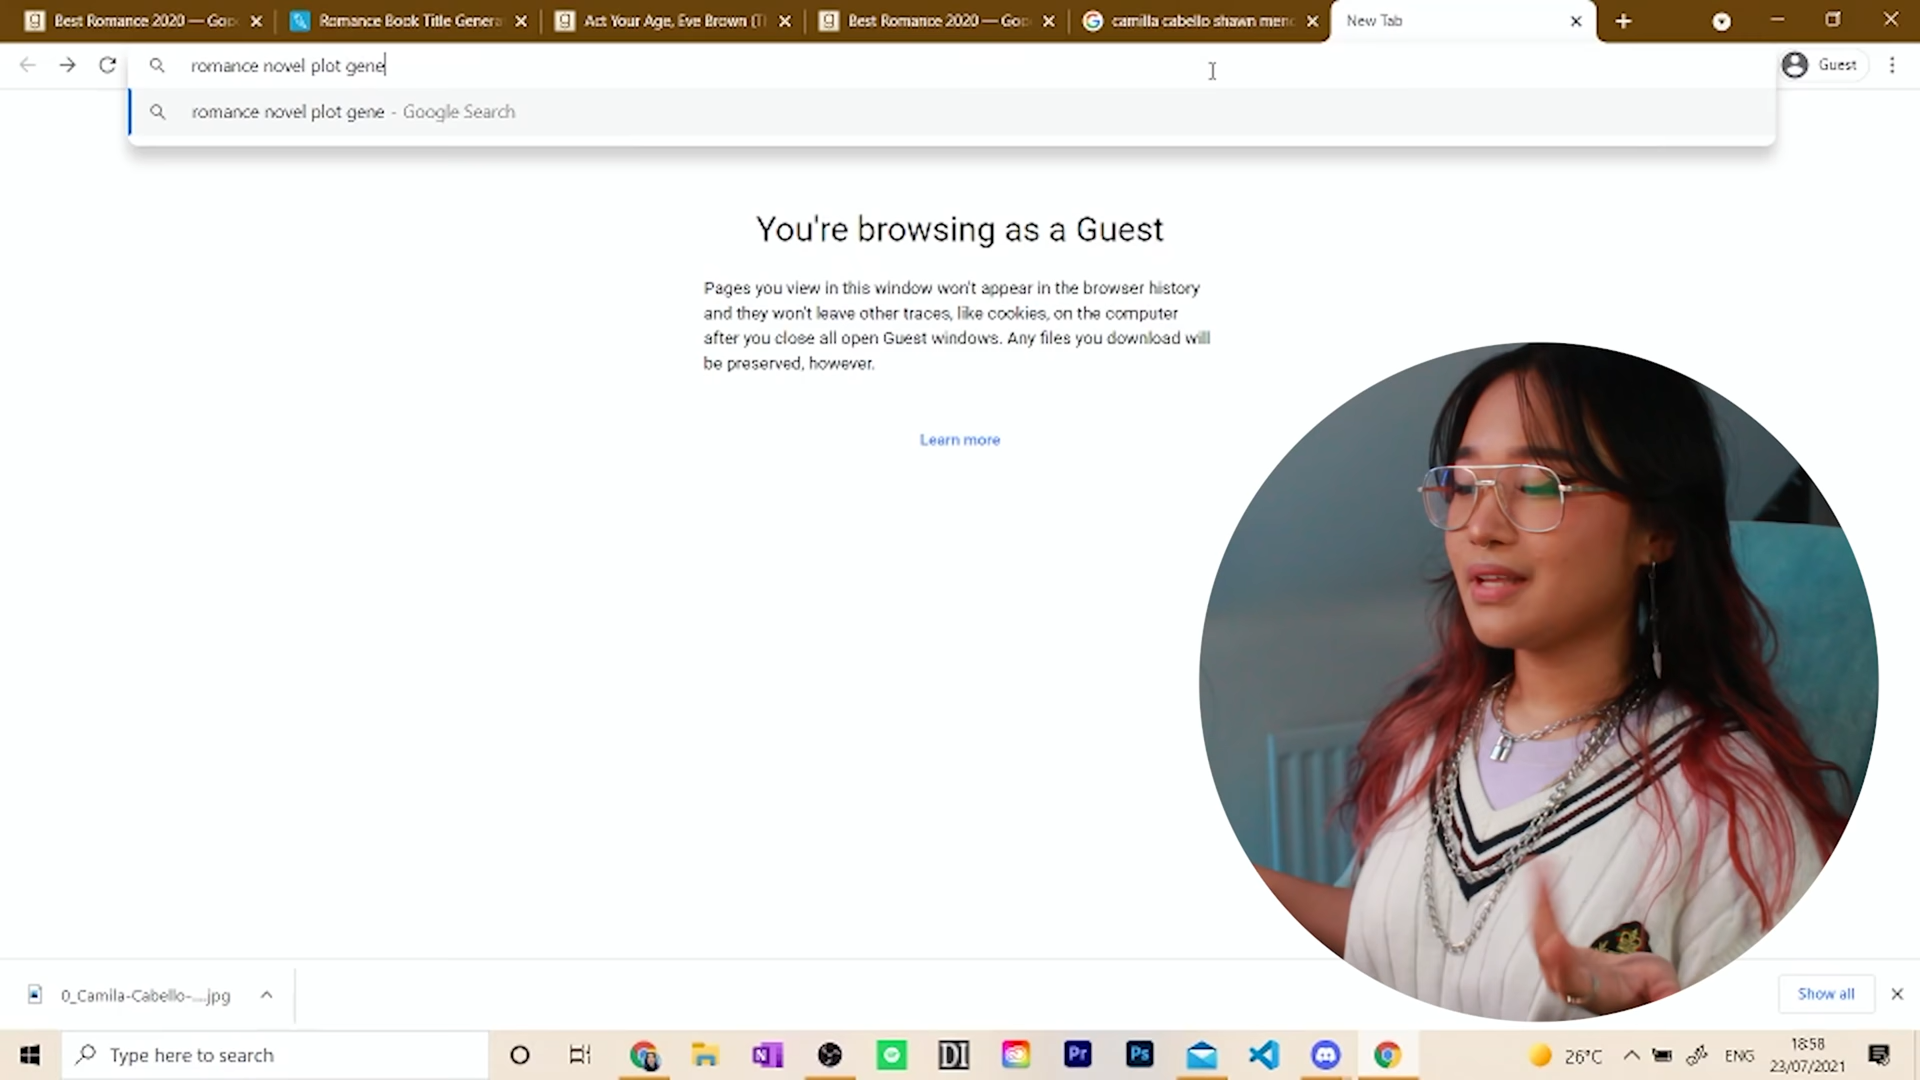 Best Romance 2020 — Goo
Romance Book Title Genera
Act Your Age, Eve Brown (T
Best Romance 2020 — Goo
camilla cabello shawn menc
New Tab
romance novel plot gene
Guest
romance novel plot gene - Google Search
You're browsing as a Guest
Pages you view in this window won't appear in the browser history
and they won't leave other traces, like cookies, on the computer
after you close all open Guest windows. Any files you download will
be preserved, however.
Learn more
0_Camila-Cabello-....jpg
Show all
Type here to search
N
DI
Pr
Ps
26°C
ENG
18:58
23/07/2021